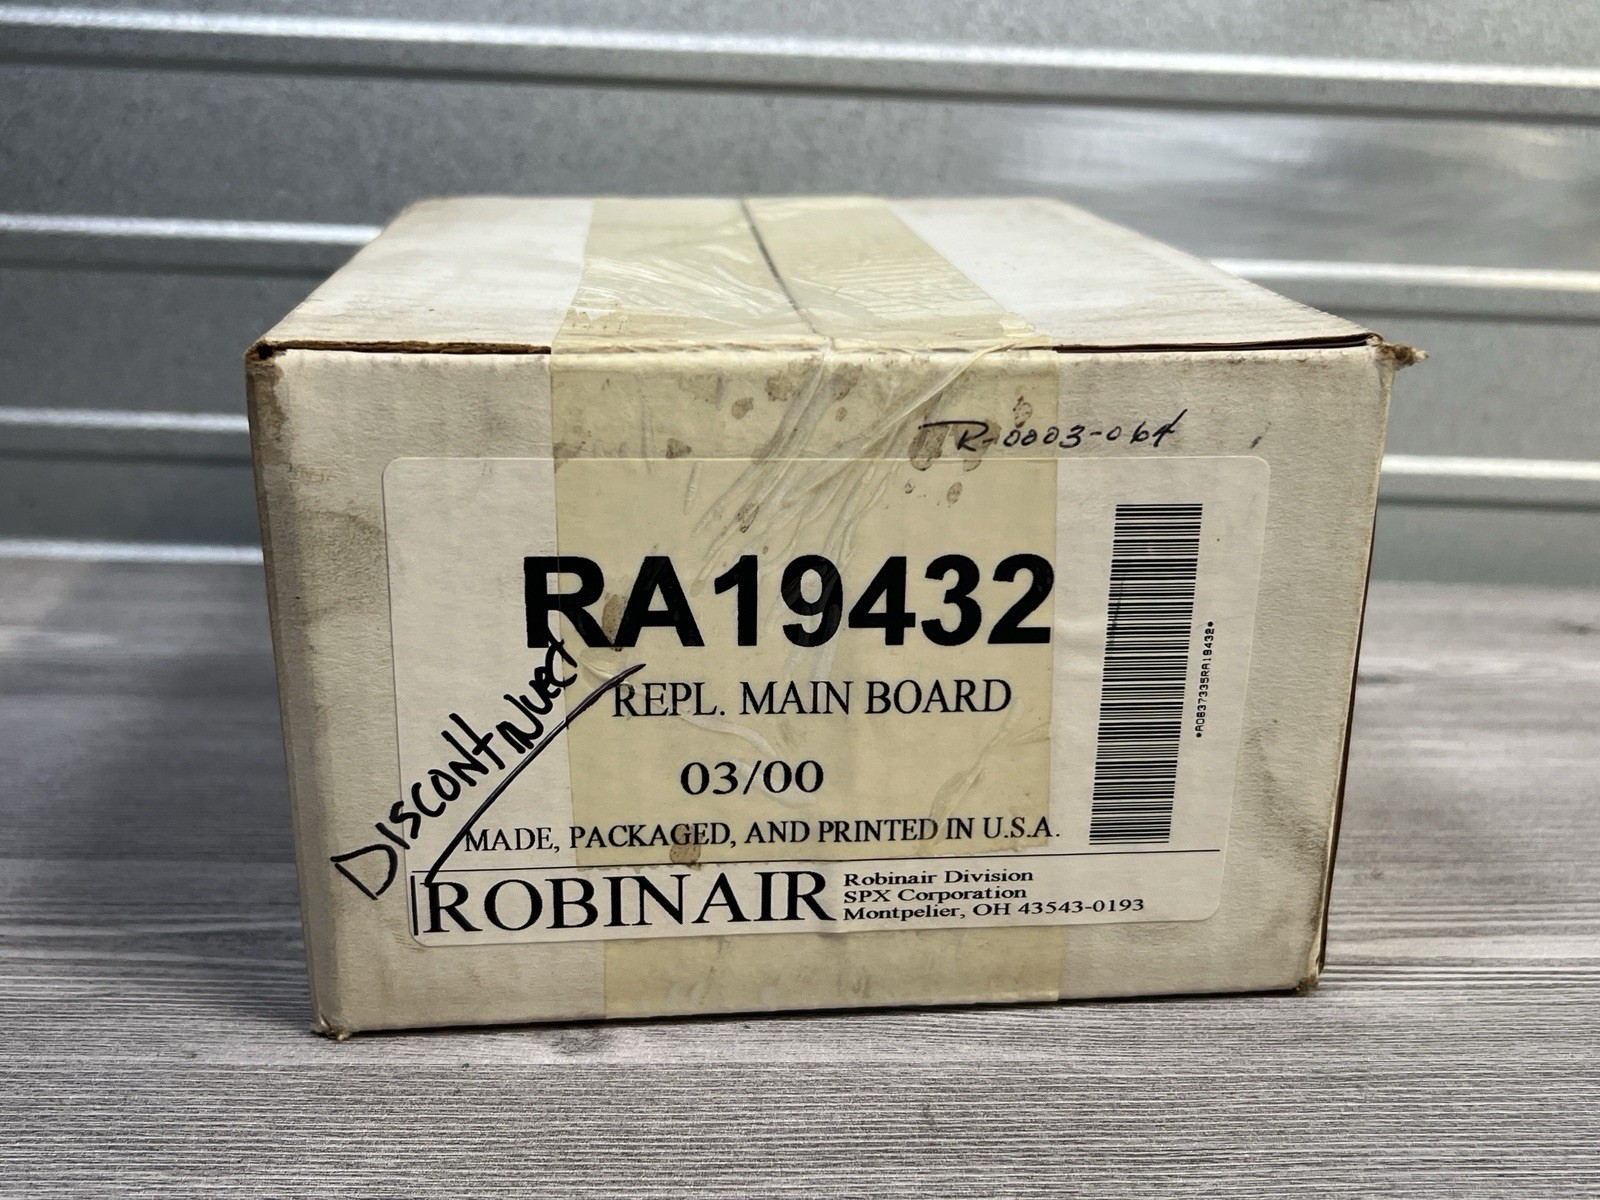 R-0003-064
RA19432
REPL. MAIN BOARD
DISCONTINUED
03/00
MADE, PACKAGED, AND PRINTED IN U.S.A.
ROBINAIR
Robinair Division
SPX Corporation
Montpelier, OH 43543-0193
*A0837335RA19432*